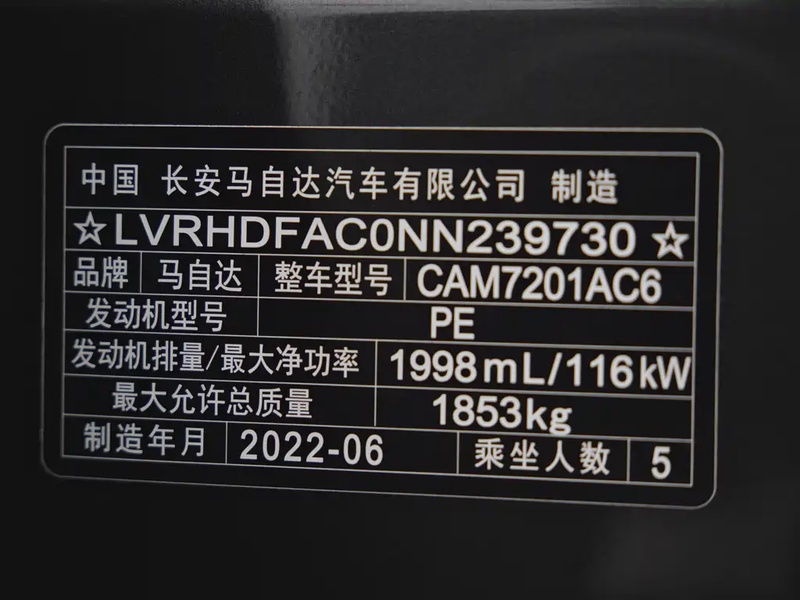 中国 长安马自达汽车有限公司 制造
☆LVRHDFAC0NN239730☆
品牌 马自达 整车型号 CAM7201AC6
发动机型号 PE
发动机排量/最大净功率 1998mL/116kW
最大允许总质量 1853kg
制造年月 2022-06 乘坐人数 5